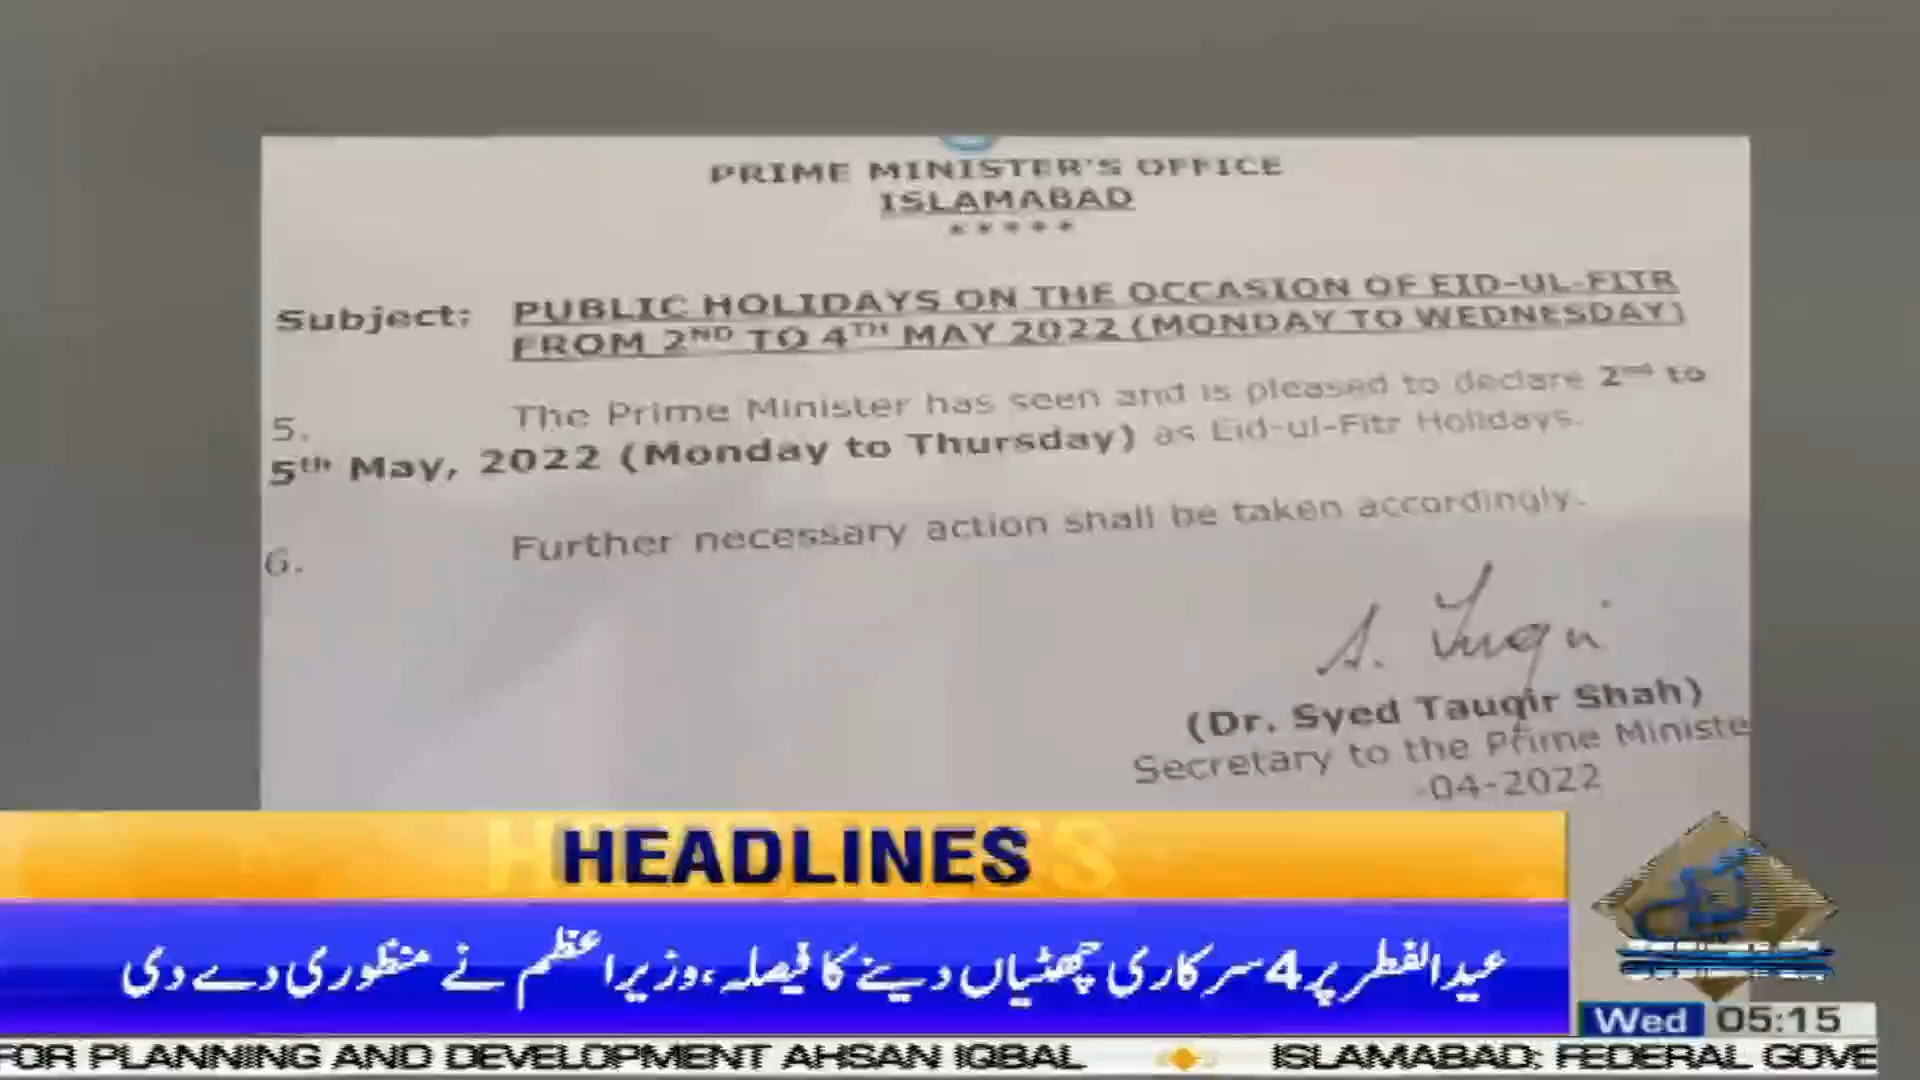 PRIME MINISTER'S OFFICE
ISLAMABAD
*****
Subject: PUBLIC HOLIDAYS ON THE OCCASION OF EID-UL-FITR
FROM 2ND TO 4TH MAY 2022 (MONDAY TO WEDNESDAY)
5. The Prime Minister has seen and is pleased to declare 2nd to
5th May, 2022 (Monday to Thursday) as Eid-ul-Fitr Holidays.
6. Further necessary action shall be taken accordingly.
(Dr. Syed Tauqir Shah)
Secretary to the Prime Ministe
-04-2022
HEADLINES
عیدالفطر پر 4 سرکاری چھٹیاں دینے کا فیصلہ، وزیراعظم نے منظوری دے دی
Wed 05:15
FOR PLANNING AND DEVELOPMENT AHSAN IQBAL ISLAMABAD: FEDERAL GOVE